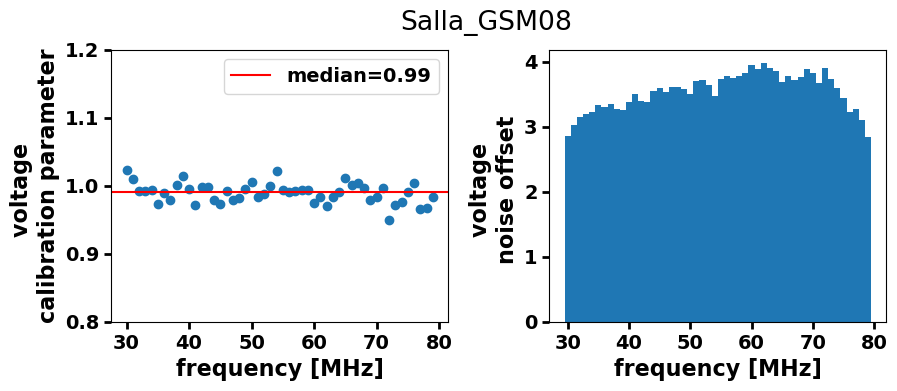 Salla_GSM08
voltage
calibration parameter
1.2
1.1
1.0
0.9
0.8
median=0.99
30
40
50
60
70
80
frequency [MHz]
voltage
noise offset
4
3
2
1
0
30
40
50
60
70
80
frequency [MHz]